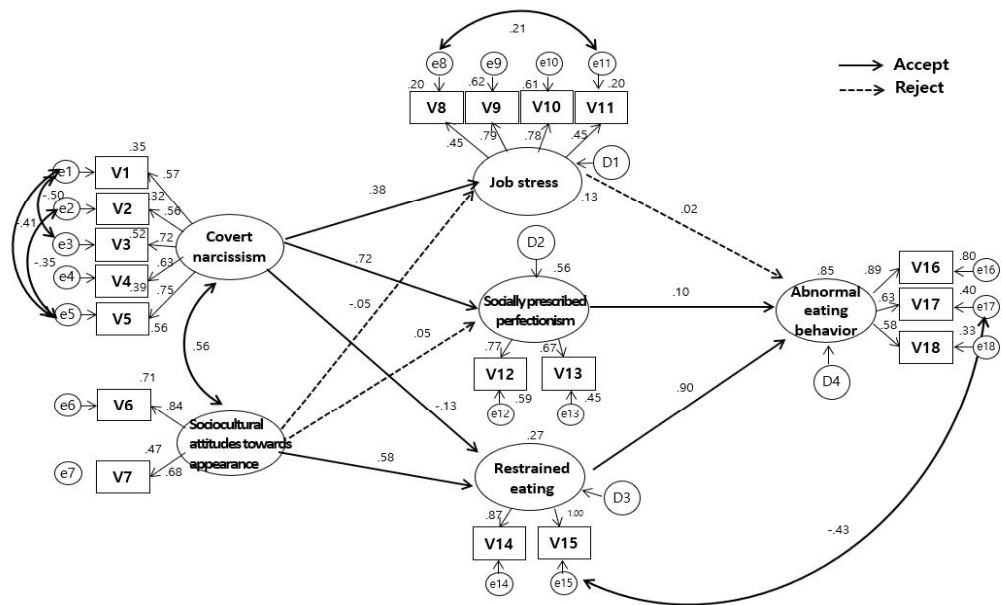 .21
e8
e9
e10
e11
.20
.62
.61
.20
V8
V9
V10
V11
.45
.79
.78
.45
Accept
Reject
Job stress
D1
.13
.35
e1
V1
.57
-.50
e2
V2
.32
.56
-.41
e3
V3
.52
.72
-.35
e4
V4
.39
.63
e5
V5
.75
.56
Covert
narcissism
.38
.72
-.05
.05
-.13
.56
.02
D2
.56
Socially prescribed
perfectionism
.77
.67
V12
V13
.59
.45
e12
e13
.10
.85
Abnormal
eating
behavior
D4
.89
V16
.80
e16
.63
V17
.40
e17
.58
V18
.33
e18
.71
e6
V6
.84
.47
e7
V7
.68
Sociocultural
attitudes towards
appearance
.58
.27
Restrained
eating
D3
.90
.87
1.00
V14
V15
e14
e15
-.43